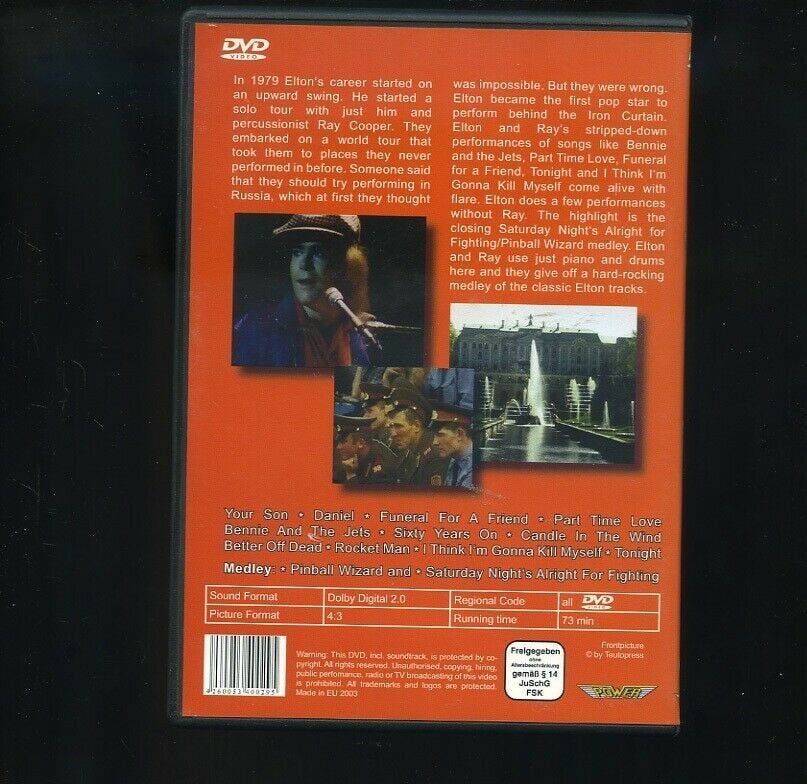 DVD
VIDEO
In 1979 Elton's career started on
an upward swing. He started a
solo tour with just him and
percussionist Ray Cooper. They
embarked on a world tour that
took them to places they never
performed in before. Someone said
that they should try performing in
Russia, which at first they thought
was impossible. But they were wrong.
Elton became the first pop star to
perform behind the Iron Curtain.
Elton and Ray's stripped-down
performances of songs like Bennie
and the Jets, Part Time Love, Funeral
for a Friend, Tonight and I Think I'm
Gonna Kill Myself come alive with
flare. Elton does a few performances
without Ray. The highlight is the
closing Saturday Night's Alright for
Fighting/Pinball Wizard medley. Elton
and Ray use just piano and drums
here and they give off a hard-rocking
medley of the classic Elton tracks.
Your Son * Daniel * Funeral For A Friend * Part Time Love
Bennie And The Jets * Sixty Years On * Candle In The Wind
Better Off Dead * Rocket Man * I Think I'm Gonna Kill Myself * Tonight
Medley: * Pinball Wizard and * Saturday Night's Alright For Fighting
Sound Format Dolby Digital 2.0 Regional Code all DVD VIDEO
Picture Format 4:3 Running time 73 min
4260053400295
Warning: This DVD, incl. soundtrack, is protected by co-
pyright. All rights reserved. Unauthorised, copying, hiring,
public perfomance, radio or TV broadcasting of this video
is prohibited. All trademarks and logos are protected.
Made in EU 2003
Freigegeben
ohne
Altersbeschränkung
gemäß § 14
JuSchG
FSK
Frontpicture
© by Teutopress
POWER